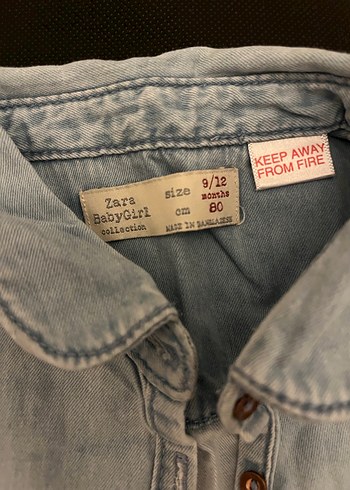 Zara
BabyGirl
collection
size
cm
9/12
months
80
MADE IN BANGLADESH
KEEP AWAY
FROM FIRE